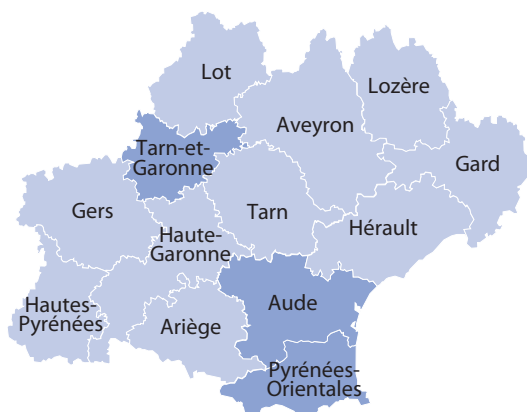 Lot
Lozère
Aveyron
Tarn-et-
Garonne
Gard
Gers
Tarn
Haute-
Garonne
Hérault
Hautes-
Pyrénées
Ariège
Aude
Pyrénées-
Orientales